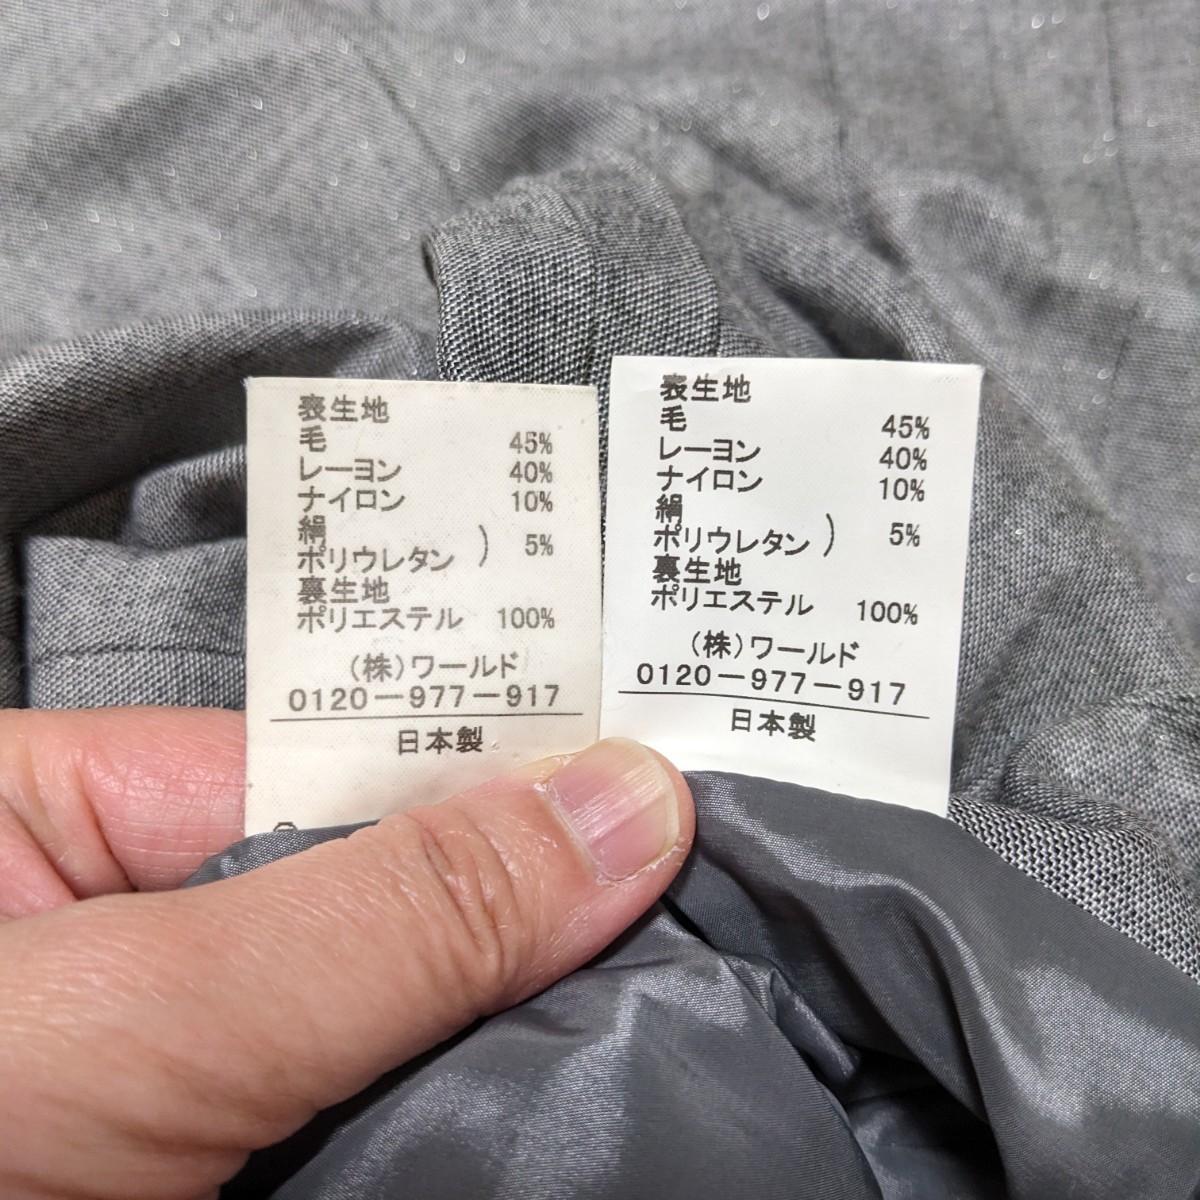 表生地
毛 45%
レーヨン 40%
ナイロン 10%
絹
ポリウレタン ) 5%
裏生地
ポリエステル 100%
(株)ワールド
0120-977-917
日本製
表生地
毛 45%
レーヨン 40%
ナイロン 10%
絹
ポリウレタン ) 5%
裏生地
ポリエステル 100%
(株)ワールド
0120-977-917
日本製